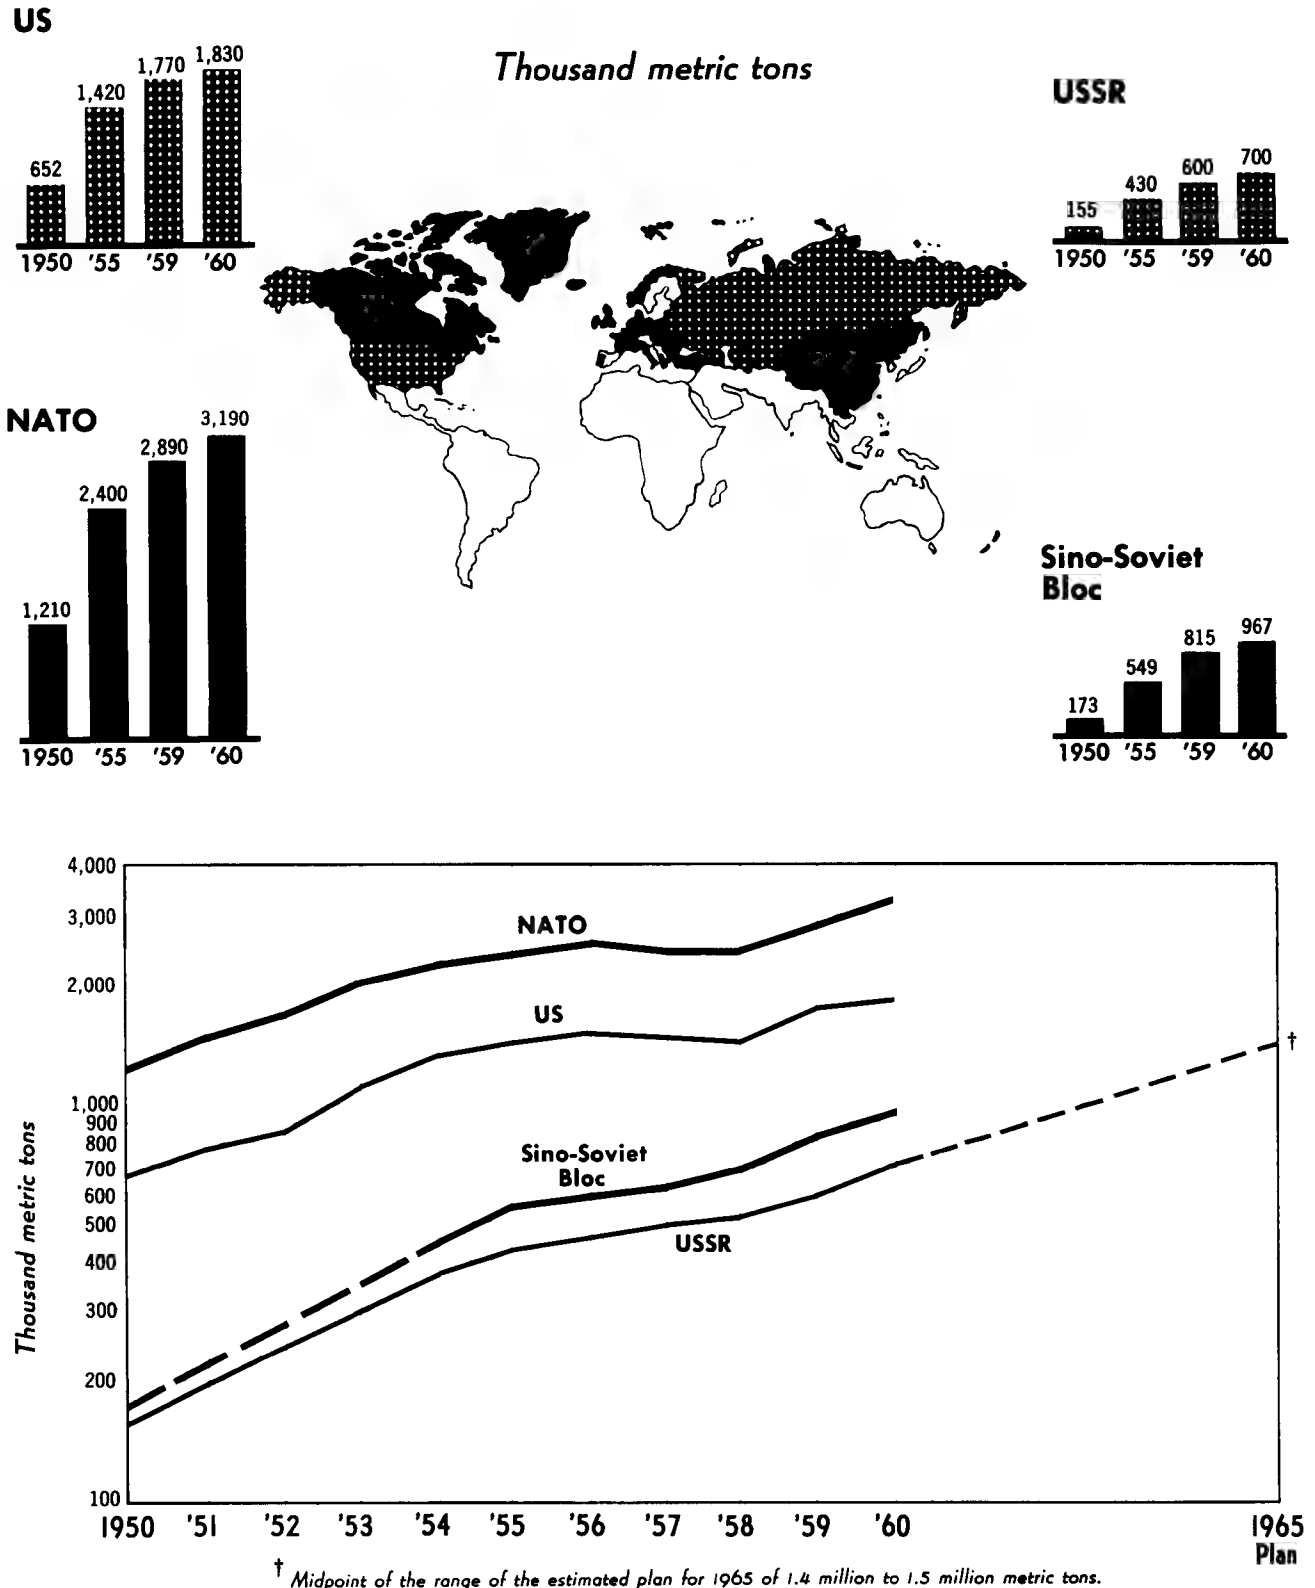 US
Thousand metric tons
652
1,420
1,770
1,830
1950 '55 '59 '60
USSR
155
430
600
700
1950 '55 '59 '60
NATO
1,210
2,400
2,890
3,190
1950 '55 '59 '60
Sino-Soviet
Bloc
173
549
815
967
1950 '55 '59 '60
4,000
3,000
2,000
1,000
900
800
700
600
500
400
300
200
100
Thousand metric tons
NATO
US
Sino-Soviet
Bloc
USSR
†
1950 '51 '52 '53 '54 '55 '56 '57 '58 '59 '60 1965
Plan
† Midpoint of the range of the estimated plan for 1965 of 1.4 million to 1.5 million metric tons.